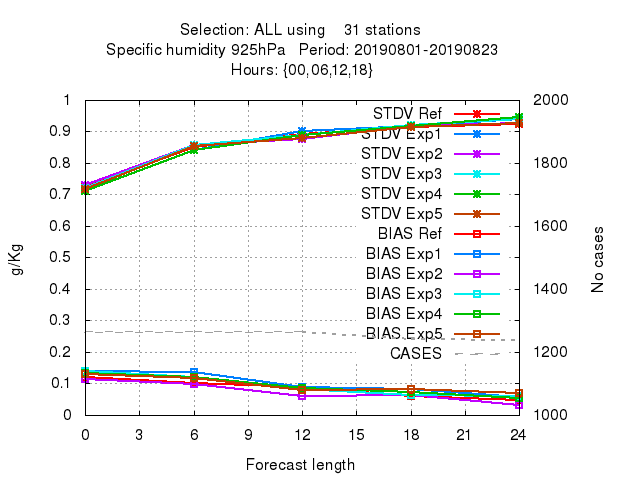 Selection: ALL using 31 stations
Specific humidity 925hPa Period: 20190801-20190823
Hours: {00,06,12,18}
1
0.9
0.8
0.7
0.6
0.5
0.4
0.3
0.2
0.1
0
g/Kg
STDV Ref
STDV Exp1
STDV Exp2
STDV Exp3
STDV Exp4
STDV Exp5
BIAS Ref
BIAS Exp1
BIAS Exp2
BIAS Exp3
BIAS Exp4
BIAS Exp5
CASES
2000
1800
1600
1400
1200
1000
No cases
0 3 6 9 12 15 18 21 24
Forecast length